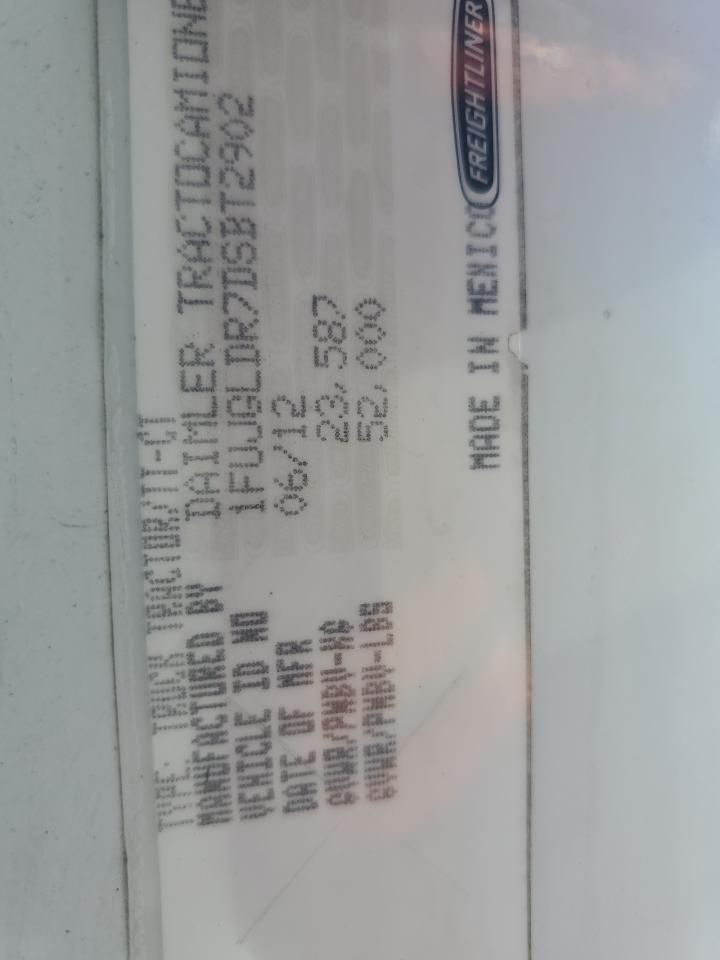 TYPE: TRUCK TRACTOR/TT-CT
MANUFACTURED BY DAIMLER TRACTOCAMIONE
VEHICLE ID NO 1FUJGLDR7DSBT2902
DATE OF MFR 06/12
GVWR/PNBV-KG 23,587
GVWR/PNBV-LBS 52,000
MADE IN MEXICO
FREIGHTLINER